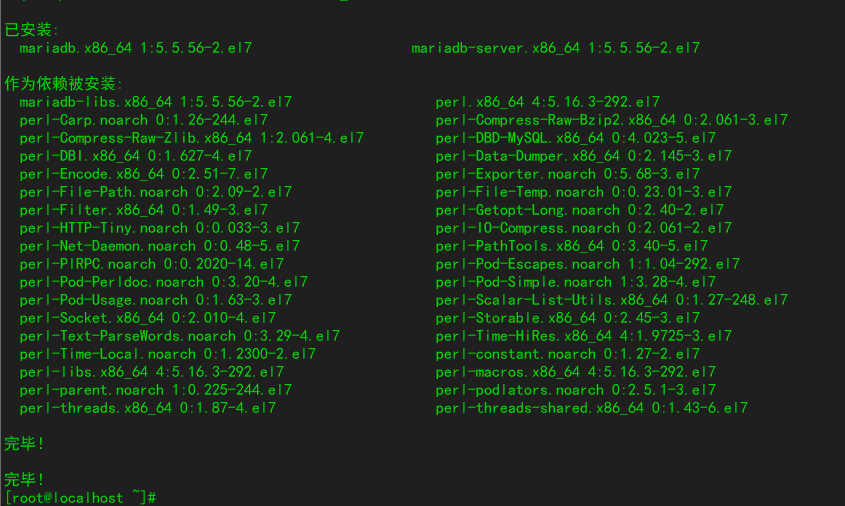 已安装:
mariadb.x86_64 1:5.5.56-2.el7 mariadb-server.x86_64 1:5.5.56-2.el7
作为依赖被安装:
mariadb-libs.x86_64 1:5.5.56-2.el7 perl.x86_64 4:5.16.3-292.el7
perl-Carp.noarch 0:1.26-244.el7 perl-Compress-Raw-Bzip2.x86_64 0:2.061-3.el7
perl-Compress-Raw-Zlib.x86_64 1:2.061-4.el7 perl-DBD-MySQL.x86_64 0:4.023-5.el7
perl-DBI.x86_64 0:1.627-4.el7 perl-Data-Dumper.x86_64 0:2.145-3.el7
perl-Encode.x86_64 0:2.51-7.el7 perl-Exporter.noarch 0:5.68-3.el7
perl-File-Path.noarch 0:2.09-2.el7 perl-File-Temp.noarch 0:0.23.01-3.el7
perl-Filter.x86_64 0:1.49-3.el7 perl-Getopt-Long.noarch 0:2.40-2.el7
perl-HTTP-Tiny.noarch 0:0.033-3.el7 perl-IO-Compress.noarch 0:2.061-2.el7
perl-Net-Daemon.noarch 0:0.48-5.el7 perl-PathTools.x86_64 0:3.40-5.el7
perl-PlRPC.noarch 0:0.2020-14.el7 perl-Pod-Escapes.noarch 1:1.04-292.el7
perl-Pod-Perldoc.noarch 0:3.20-4.el7 perl-Pod-Simple.noarch 1:3.28-4.el7
perl-Pod-Usage.noarch 0:1.63-3.el7 perl-Scalar-List-Utils.x86_64 0:1.27-248.el7
perl-Socket.x86_64 0:2.010-4.el7 perl-Storable.x86_64 0:2.45-3.el7
perl-Text-ParseWords.noarch 0:3.29-4.el7 perl-Time-HiRes.x86_64 4:1.9725-3.el7
perl-Time-Local.noarch 0:1.2300-2.el7 perl-constant.noarch 0:1.27-2.el7
perl-libs.x86_64 4:5.16.3-292.el7 perl-macros.x86_64 4:5.16.3-292.el7
perl-parent.noarch 1:0.225-244.el7 perl-podlators.noarch 0:2.5.1-3.el7
perl-threads.x86_64 0:1.87-4.el7 perl-threads-shared.x86_64 0:1.43-6.el7
完毕！
完毕！
[root@localhost ~]#